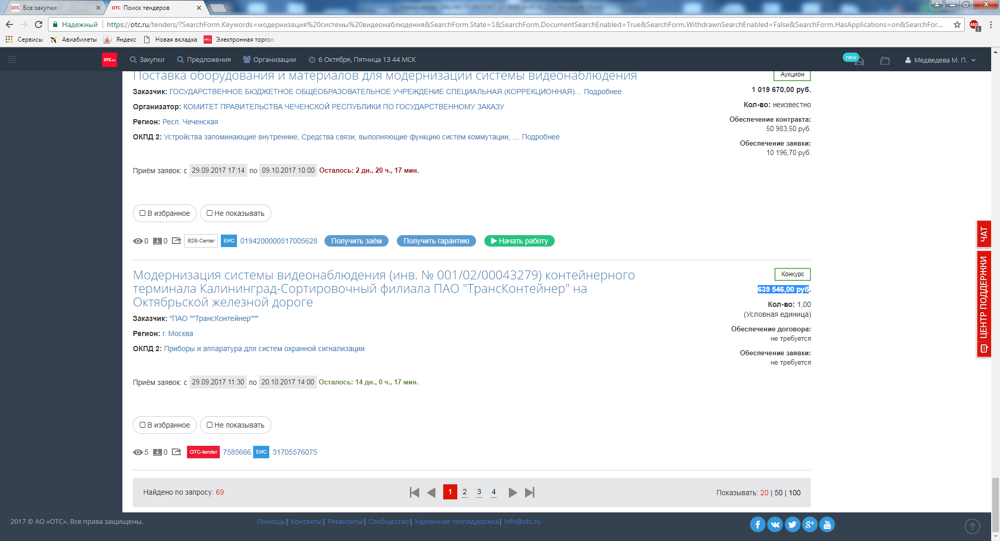 Все закупки
Поиск тендеров
Надежный https://otc.ru/tenders/?SearchForm.Keywords=модернизация%20системы%20видеонаблюдения&SearchForm.State=1&SearchForm.DocumentSearchEnabled=True&SearchForm.WithdrawnSearchEnabled=False&SearchForm.HasApplications=on&SearchFor...
Сервисы Авиабилеты Яндекс Новая вкладка Электронная торгов
Закупки Предложения Организации 6 Октября, Пятница 13 44 МСК new Медведева М. П.
Поставка оборудования и материалов для модернизации системы видеонаблюдения
Аукцион
Заказчик: ГОСУДАРСТВЕННОЕ БЮДЖЕТНОЕ ОБЩЕОБРАЗОВАТЕЛЬНОЕ УЧРЕЖДЕНИЕ СПЕЦИАЛЬНАЯ (КОРРЕКЦИОННАЯ)… Подробнее
1 019 670,00 руб.
Организатор: КОМИТЕТ ПРАВИТЕЛЬСТВА ЧЕЧЕНСКОЙ РЕСПУБЛИКИ ПО ГОСУДАРСТВЕННОМУ ЗАКАЗУ
Кол-во: неизвестно
Регион: Респ. Чеченская
Обеспечение контракта:
50 983,50 руб.
ОКПД 2: Устройства запоминающие внутренние, Средства связи, выполняющие функцию систем коммутации, … Подробнее
Обеспечение заявки:
10 196,70 руб.
Приём заявок: с 29.09.2017 17:14 по 09.10.2017 10:00 Осталось: 2 дн., 20 ч., 17 мин.
В избранное Не показывать
0 0 B2B-Center ЕИС 0194200000517005628 Получить заём Получить гарантию Начать работу
Модернизация системы видеонаблюдения (инв. № 001/02/00043279) контейнерного
терминала Калининград-Сортировочный филиала ПАО "ТрансКонтейнер" на
Октябрьской железной дороге
Конкурс
639 546,00 руб.
Кол-во: 1,00
(Условная единица)
Заказчик: "ПАО ""ТрансКонтейнер"""
Регион: г. Москва
Обеспечение договора:
не требуется
ОКПД 2: Приборы и аппаратура для систем охранной сигнализации
Обеспечение заявки:
не требуется
Приём заявок: с 29.09.2017 11:30 по 20.10.2017 14:00 Осталось: 14 дн., 0 ч., 17 мин.
В избранное Не показывать
5 0 OTC-tender 7585666 ЕИС 31705576075
Найдено по запросу: 69
1 2 3 4
Показывать: 20 | 50 | 100
2017 © АО «ОТС». Все права защищены.
Помощь | Контакты | Реквизиты | Сообщество | Удаленная техподдержка | info@otc.ru
ЧАТ
ЦЕНТР ПОДДЕРЖКИ